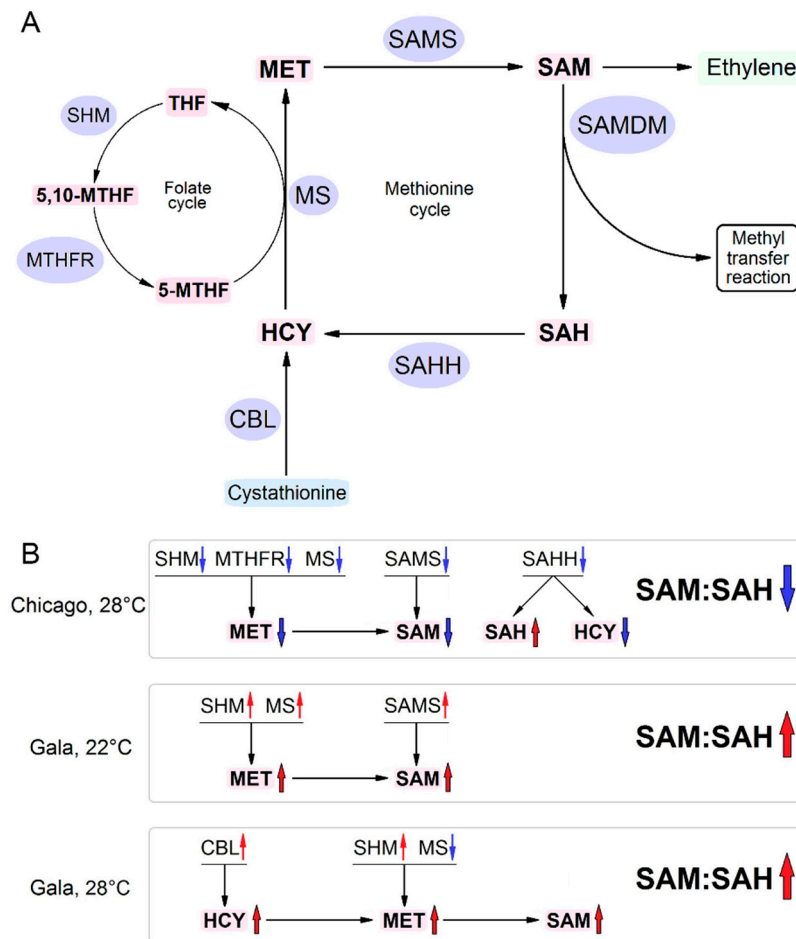 A
SAMS
MET
SAM
Ethylene
SHM
THF
SAMDM
5,10-MTHF
Folate
cycle
MS
Methionine
cycle
MTHFR
5-MTHF
Methyl
transfer
reaction
HCY
SAH
SAHH
CBL
Cystathionine
B
Chicago, 28°C
SHM MTHFR MS
SAMS
SAHH
MET
SAM
SAH
HCY
SAM:SAH
Gala, 22°C
SHM MS
SAMS
MET
SAM
SAM:SAH
Gala, 28°C
CBL
SHM MS
HCY
MET
SAM
SAM:SAH